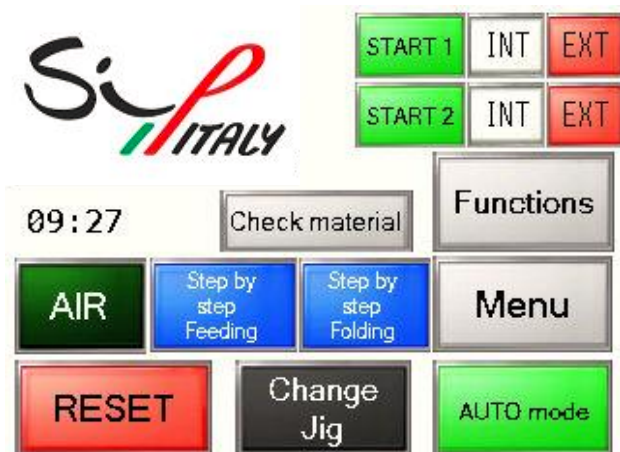 Sip ITALY
START 1 INT EXT
START 2 INT EXT
09:27
Check material
Functions
AIR
Step by
step
Feeding
Step by
step
Folding
Menu
RESET
Change
Jig
AUTO mode